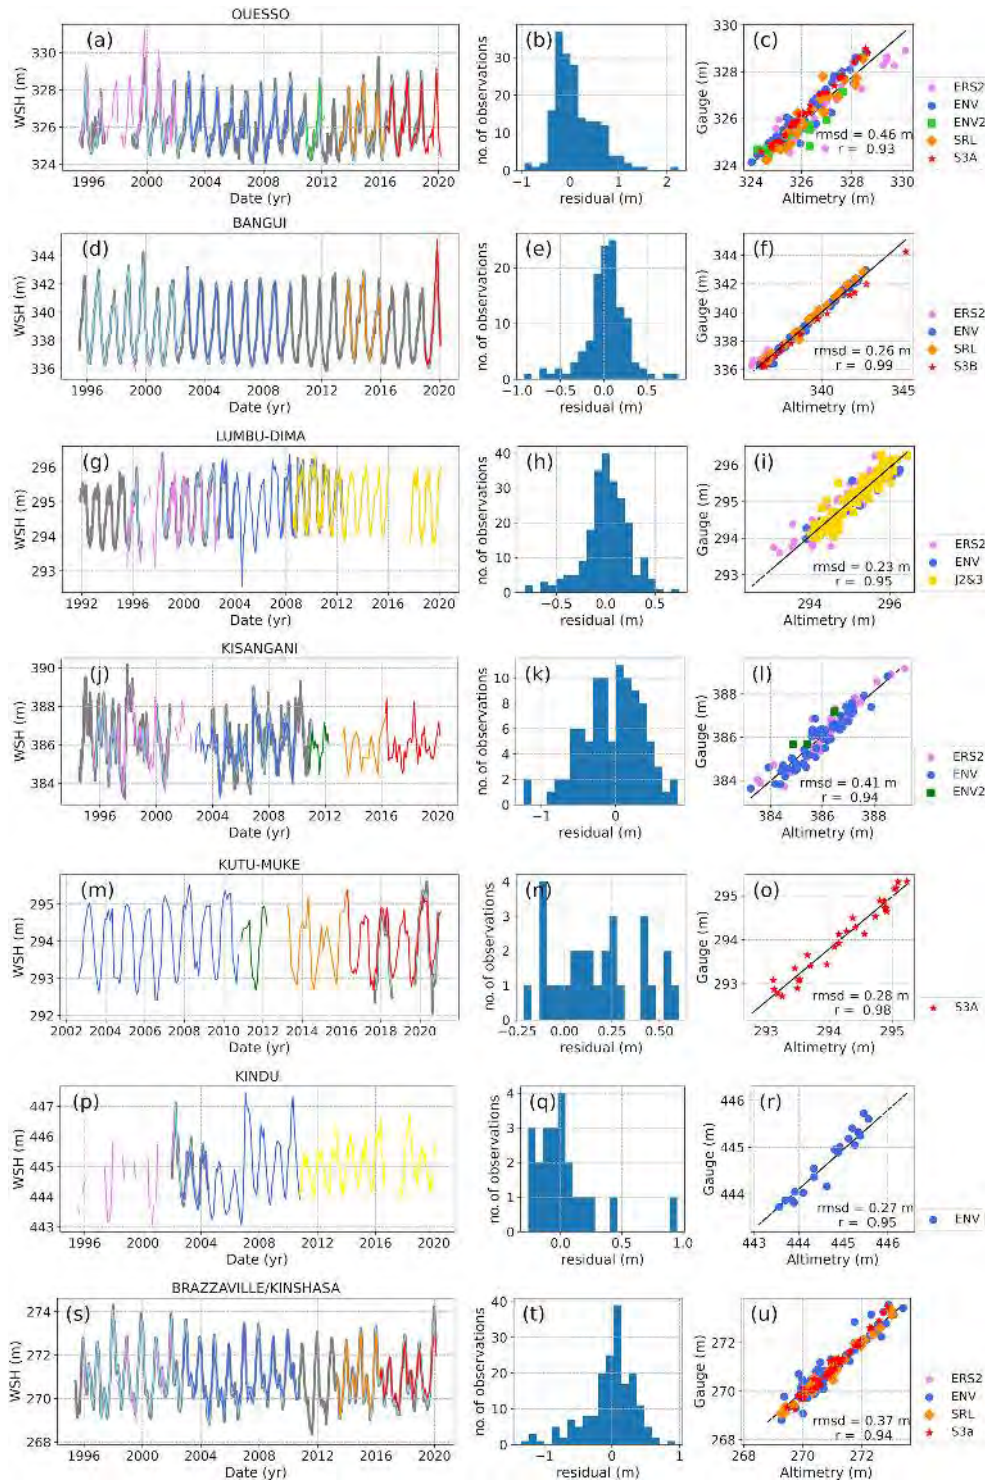 QUESSO
(a)
WSH (m)
330
328
326
324
1996 2000 2004 2008 2012 2016 2020
Date (yr)
(b)
no. of observations
30
20
10
0
−1 0 1 2
residual (m)
(c)
Gauge (m)
330
328
326
324
324 326 328 330
Altimetry (m)
rmsd = 0.46 m
r = 0.93
ERS2
ENV
ENV2
SRL
S3A
BANGUI
(d)
WSH (m)
344
342
340
338
336
1996 2000 2004 2008 2012 2016 2020
Date (yr)
(e)
no. of observations
20
10
0
−1.0 −0.5 0.0 0.5
residual (m)
(f)
Gauge (m)
344
342
340
338
336
340 345
Altimetry (m)
rmsd = 0.26 m
r = 0.99
ERS2
ENV
SRL
S3B
LUMBU-DIMA
(g)
WSH (m)
296
295
294
293
1992 1996 2000 2004 2008 2012 2016 2020
Date (yr)
(h)
no. of observations
40
30
20
10
0
−0.5 0.0 0.5
residual (m)
(i)
Gauge (m)
296
295
294
293
294 296
Altimetry (m)
rmsd = 0.23 m
r = 0.95
ERS2
ENV
J2&3
KISANGANI
(j)
WSH (m)
390
388
386
384
1996 2000 2004 2008 2012 2016 2020
Date (yr)
(k)
no. of observations
10
8
6
4
2
0
−1 0
residual (m)
(l)
Gauge (m)
388
386
384
384 386 388
Altimetry (m)
rmsd = 0.41 m
r = 0.94
ERS2
ENV
ENV2
KUTU-MUKE
(m)
WSH (m)
295
294
293
292
2002 2004 2006 2008 2010 2012 2014 2016 2018 2020
Date (yr)
(n)
no. of observations
4
3
2
1
0
−0.25 0.00 0.25 0.50
residual (m)
(o)
Gauge (m)
295
294
293
293 294 295
Altimetry (m)
rmsd = 0.28 m
r = 0.98
S3A
KINDU
(p)
WSH (m)
447
446
445
444
443
1996 2000 2004 2008 2012 2016 2020
Date (yr)
(q)
no. of observations
4
3
2
1
0
0.0 0.5 1.0
residual (m)
(r)
Gauge (m)
446
445
444
443 444 445 446
Altimetry (m)
rmsd = 0.27 m
r = 0.95
ENV
BRAZZAVILLE/KINSHASA
(s)
WSH (m)
274
272
270
268
1996 2000 2004 2008 2012 2016 2020
Date (yr)
(t)
no. of observations
40
30
20
10
0
−1 0 1
residual (m)
(u)
Gauge (m)
272
270
268
268 270 272
Altimetry (m)
rmsd = 0.37 m
r = 0.94
ERS2
ENV
SRL
S3a